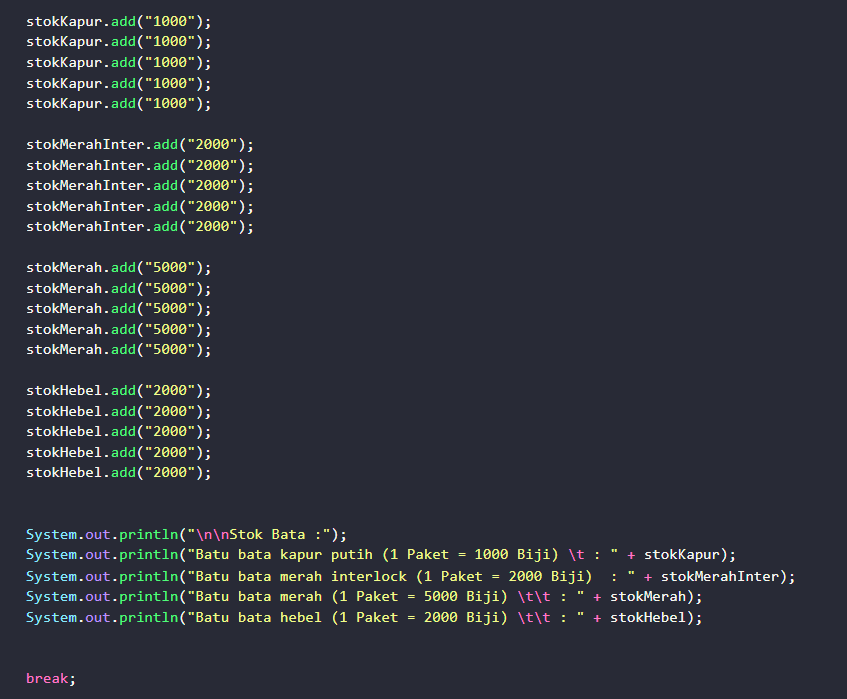 stokKapur.add("1000");
stokKapur.add("1000");
stokKapur.add("1000");
stokKapur.add("1000");
stokKapur.add("1000");
stokMerahInter.add("2000");
stokMerahInter.add("2000");
stokMerahInter.add("2000");
stokMerahInter.add("2000");
stokMerahInter.add("2000");
stokMerah.add("5000");
stokMerah.add("5000");
stokMerah.add("5000");
stokMerah.add("5000");
stokMerah.add("5000");
stokHebel.add("2000");
stokHebel.add("2000");
stokHebel.add("2000");
stokHebel.add("2000");
stokHebel.add("2000");
System.out.println("\n\nStok Bata :");
System.out.println("Batu bata kapur putih (1 Paket = 1000 Biji) \t : " + stokKapur);
System.out.println("Batu bata merah interlock (1 Paket = 2000 Biji)  : " + stokMerahInter);
System.out.println("Batu bata merah (1 Paket = 5000 Biji) \t\t : " + stokMerah);
System.out.println("Batu bata hebel (1 Paket = 2000 Biji) \t\t : " + stokHebel);
break;